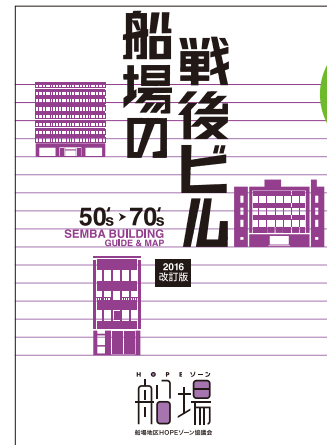 船場の
戦後ビル
50's > 70's
SEMBA BUILDING
GUIDE & MAP
2016
改訂版
HOPEゾーン
船場
船場地区HOPEゾーン協議会